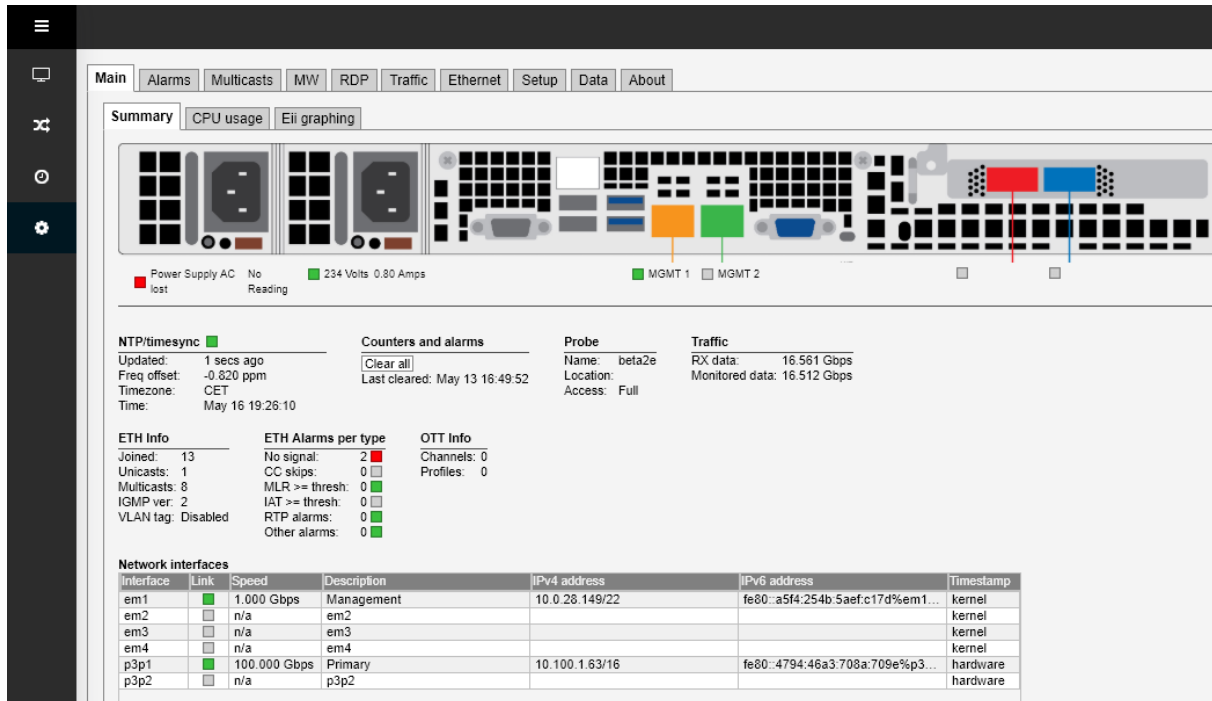 Main Alarms Multicasts MW RDP Traffic Ethernet Setup Data About
Summary CPU usage Eii graphing
Power Supply AC lost No Reading 234 Volts 0.80 Amps MGMT 1 MGMT 2
NTP/timesync
Updated: 1 secs ago
Freq offset: -0.820 ppm
Timezone: CET
Time: May 16 19:26:10
Counters and alarms
Clear all
Last cleared: May 13 16:49:52
Probe
Name: beta2e
Location:
Access: Full
Traffic
RX data: 16.561 Gbps
Monitored data: 16.512 Gbps
ETH Info
Joined: 13
Unicasts: 1
Multicasts: 8
IGMP ver: 2
VLAN tag: Disabled
ETH Alarms per type
No signal: 2
CC skips: 0
MLR >= thresh: 0
IAT >= thresh: 0
RTP alarms: 0
Other alarms: 0
OTT Info
Channels: 0
Profiles: 0
Network interfaces
Interface Link Speed Description IPv4 address IPv6 address Timestamp
em1 1.000 Gbps Management 10.0.28.149/22 fe80::a5f4:254b:5aef:c17d%em1... kernel
em2 n/a em2 kernel
em3 n/a em3 kernel
em4 n/a em4 kernel
p3p1 100.000 Gbps Primary 10.100.1.63/16 fe80::4794:46a3:708a:709e%p3... hardware
p3p2 n/a p3p2 hardware